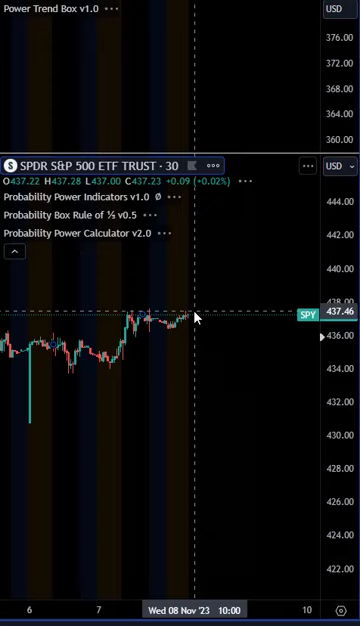 Power Trend Box v1.0
USD
376.00
372.00
368.00
364.00
360.00
S SPDR S&P 500 ETF TRUST · 30
USD
O437.22 H437.28 L437.00 C437.23 +0.09 (+0.02%)
Probability Power Indicators v1.0 Ø
Probability Box Rule of ⅓ v0.5
Probability Power Calculator v2.0
444.00
442.00
440.00
438.00
SPY 437.46
436.00
434.00
432.00
430.00
428.00
426.00
424.00
422.00
6 7 Wed 08 Nov '23 10:00 10